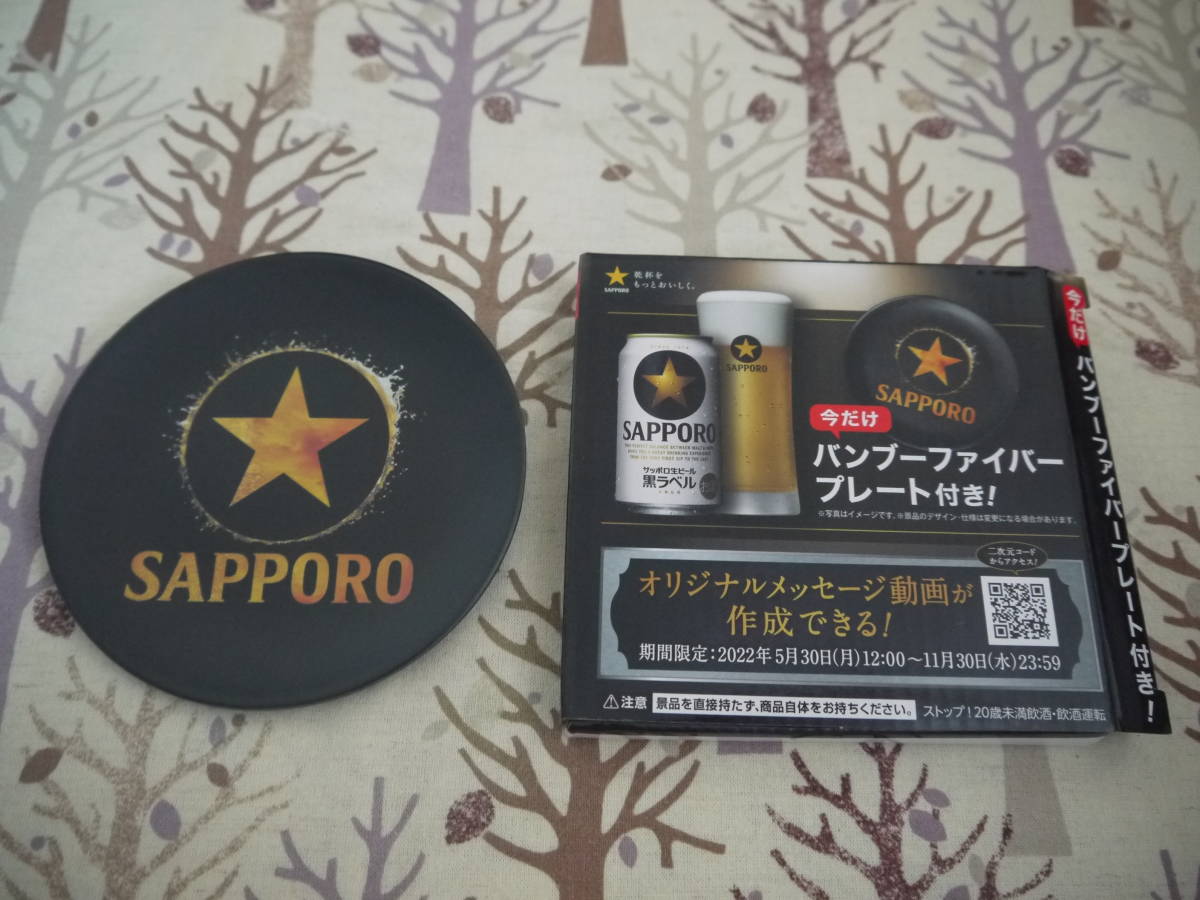 SAPPORO
SAPPORO
乾杯を
もっとおいしく。
SAPPORO
SAPPORO
サッポロ生ビール
黒ラベル
SAPPORO
今だけ
バンブーファイバー
プレート付き!
※写真はイメージです。※景品のデザイン・仕様は変更になる場合があります。
二次元コード
からアクセス!
オリジナルメッセージ動画が
作成できる!
期間限定:2022年5月30日(月)12:00〜11月30日(水)23:59
注意 景品を直接持たず、商品自体をお持ちください。 ストップ!20歳未満飲酒・飲酒運転
今だけ バンブーファイバープレート付き!